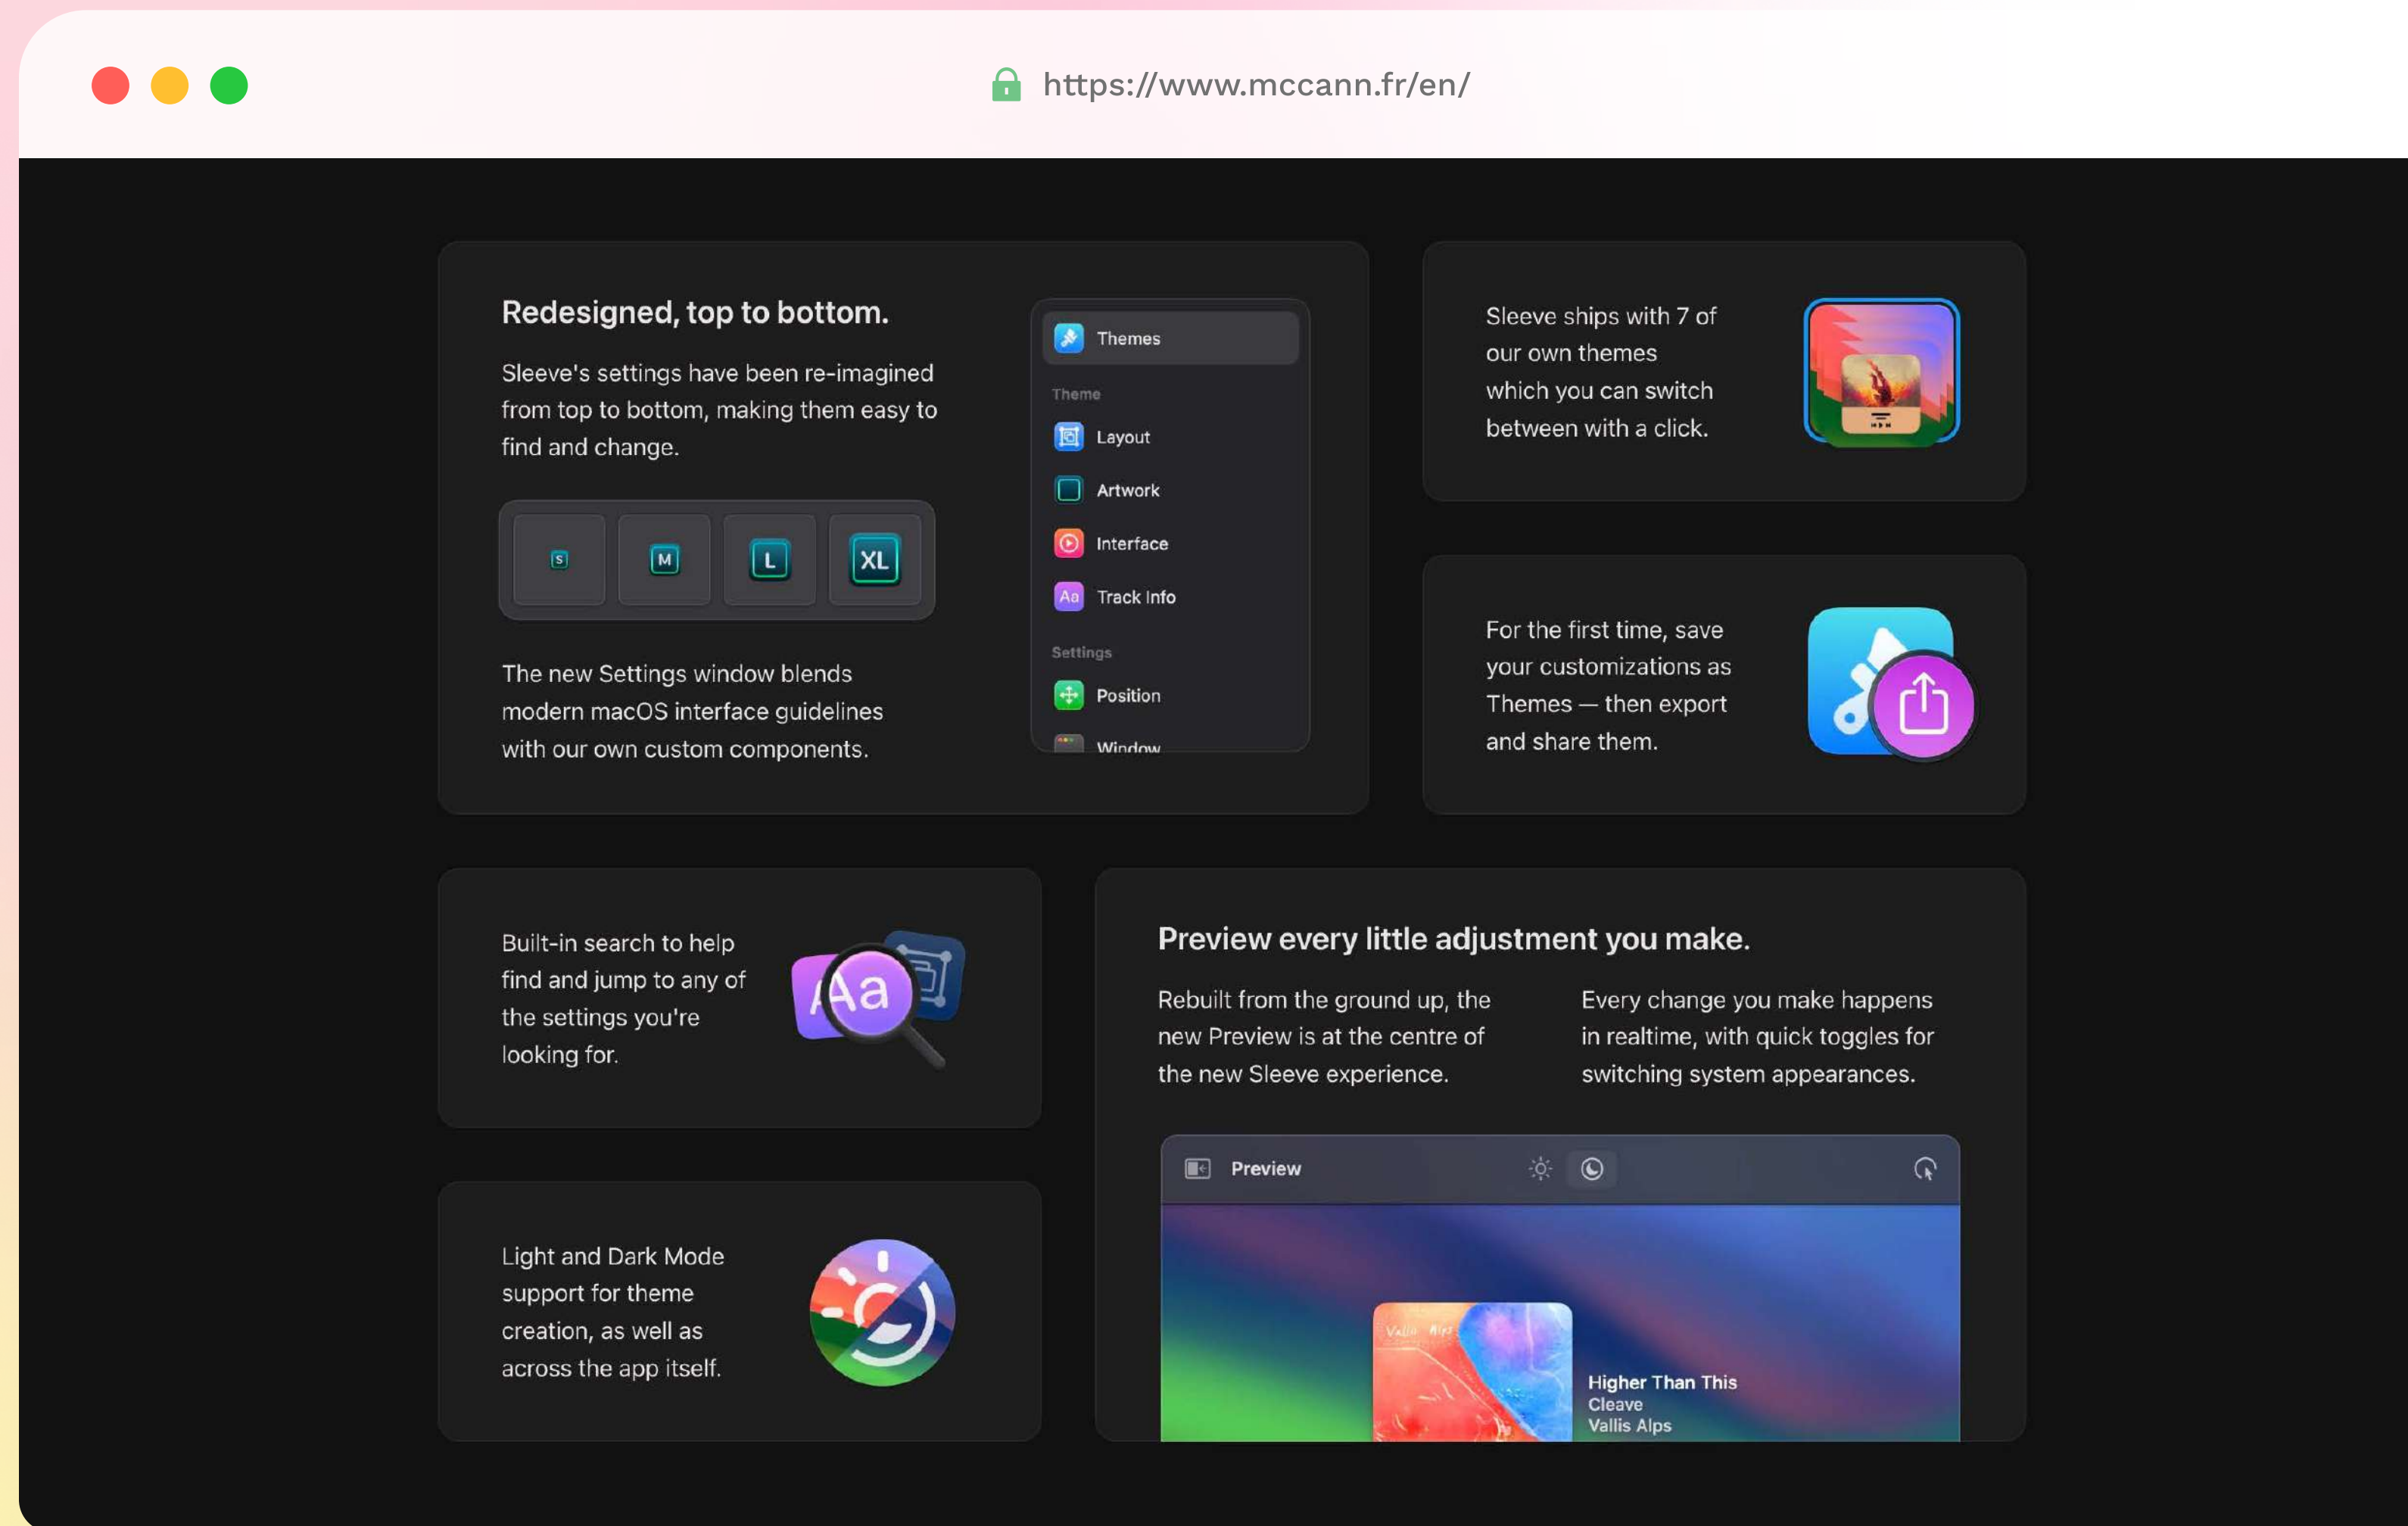 https://www.mccann.fr/en/
Redesigned, top to bottom.
Sleeve's settings have been re-imagined
from top to bottom, making them easy to
find and change.
S
M
L
XL
The new Settings window blends
modern macOS interface guidelines
with our own custom components.
Themes
Theme
Layout
Artwork
Interface
Aa
Track Info
Settings
Position
Window
Sleeve ships with 7 of
our own themes
which you can switch
between with a click.
For the first time, save
your customizations as
Themes — then export
and share them.
Built-in search to help
find and jump to any of
the settings you're
looking for.
Aa
Light and Dark Mode
support for theme
creation, as well as
across the app itself.
Preview every little adjustment you make.
Rebuilt from the ground up, the
new Preview is at the centre of
the new Sleeve experience.
Every change you make happens
in realtime, with quick toggles for
switching system appearances.
Preview
Vallis Alps
Higher Than This
Cleave
Vallis Alps